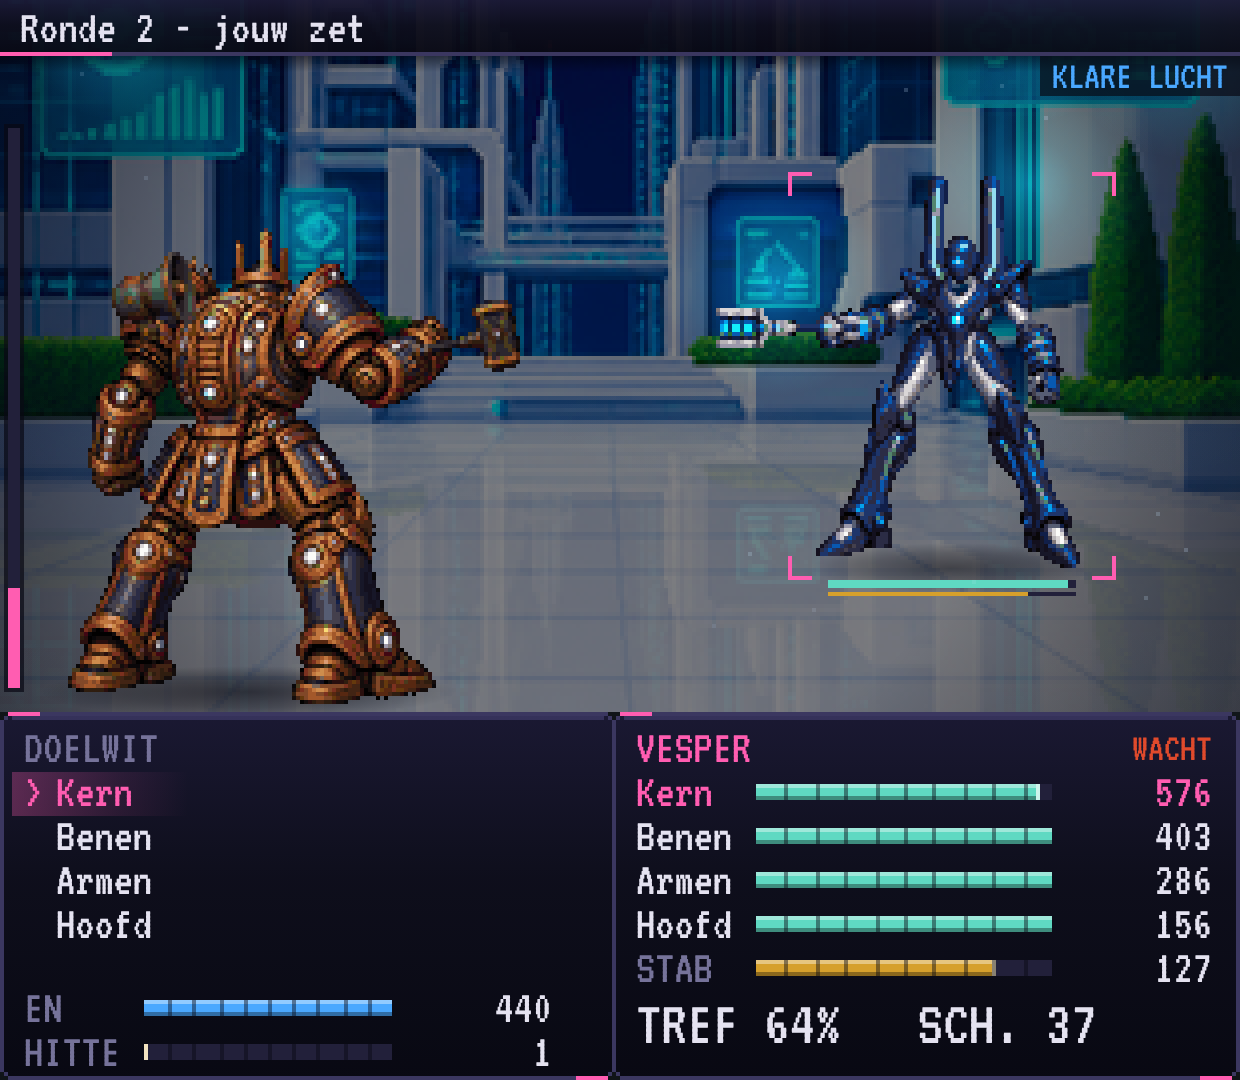 Ronde 2 - jouw zet
KLARE LUCHT
DOELWIT
> Kern
Benen
Armen
Hoofd
EN 440
HITTE 1
VESPER WACHT
Kern 576
Benen 403
Armen 286
Hoofd 156
STAB 127
TREF 64% SCH. 37